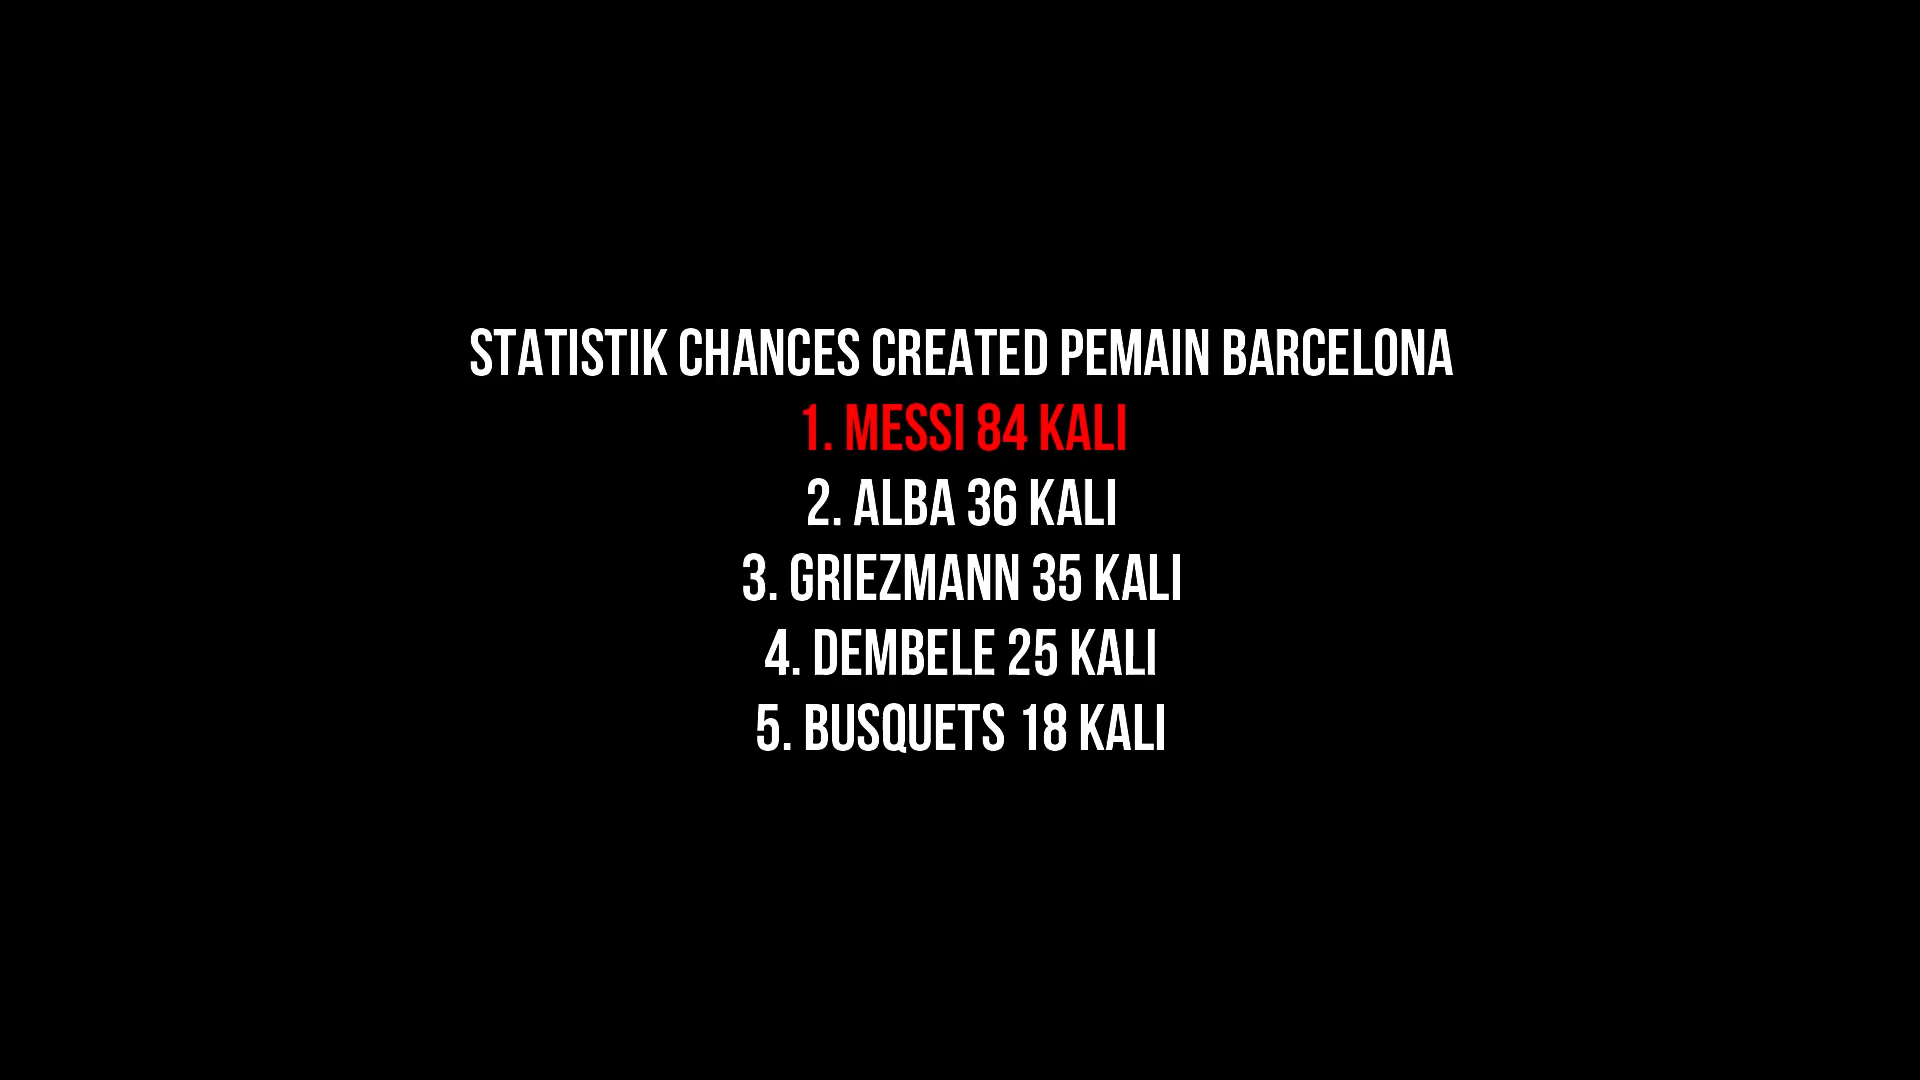 STATISTIK CHANCES CREATED PEMAIN BARCELONA
1. MESSI 84 KALI
2. ALBA 36 KALI
3. GRIEZMANN 35 KALI
4. DEMBELE 25 KALI
5. BUSQUETS 18 KALI